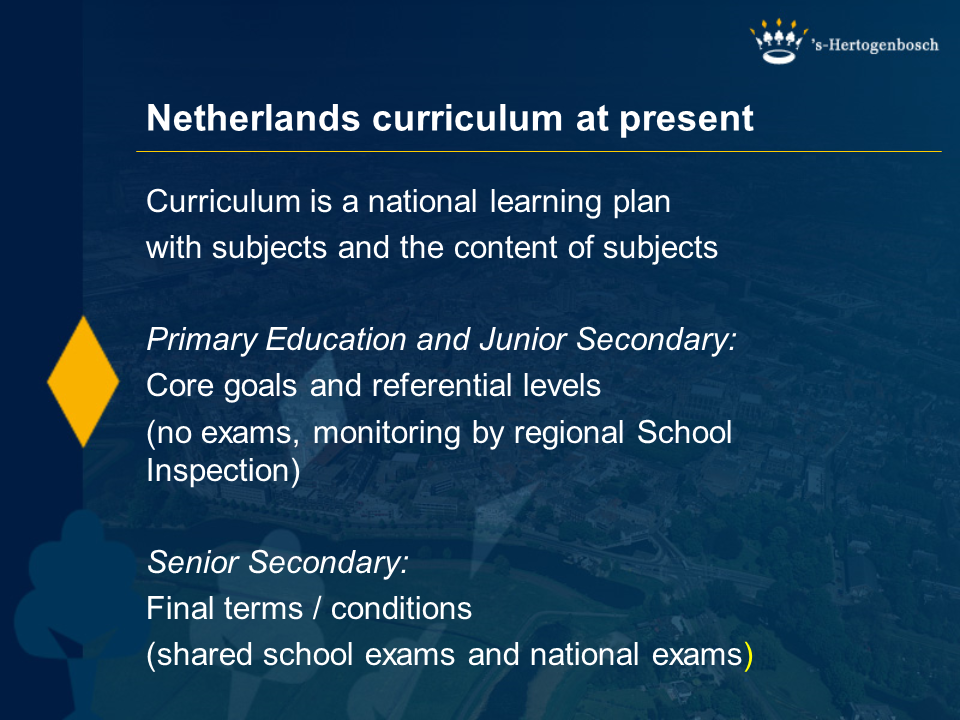 's-Hertogenbosch
Netherlands curriculum at present
Curriculum is a national learning plan
with subjects and the content of subjects
Primary Education and Junior Secondary:
Core goals and referential levels
(no exams, monitoring by regional School
Inspection)
Senior Secondary:
Final terms / conditions
(shared school exams and national exams)